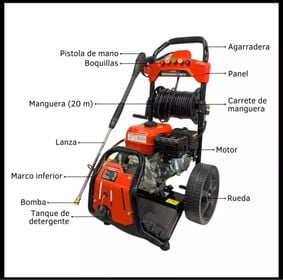 Pistola de mano
Boquillas
Agarradera
Panel
Manguera (20 m)
Carrete de
manguera
Lanza
Motor
Marco inferior
Rueda
Bomba
Tanque de
detergente